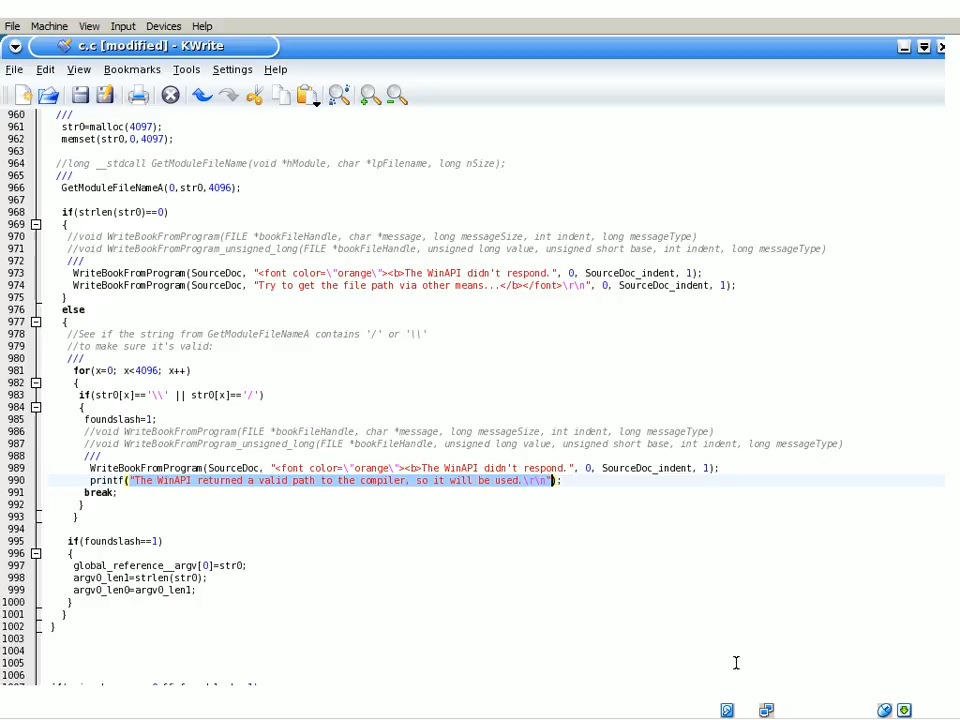 File Machine View Input Devices Help
c.c [modified] - KWrite
File Edit View Bookmarks Tools Settings Help
960 ///
961 str0=malloc(4097);
962 memset(str0,0,4097);
963
964 //long __stdcall GetModuleFileName(void *hModule, char *lpFilename, long nSize);
965 ///
966 GetModuleFileNameA(0,str0,4096);
967
968 if(strlen(str0)==0)
969 {
970 //void WriteBookFromProgram(FILE *bookFileHandle, char *message, long messageSize, int indent, long messageType)
971 //void WriteBookFromProgram_unsigned_long(FILE *bookFileHandle, unsigned long value, unsigned short base, int indent, long messageType)
972 ///
973 WriteBookFromProgram(SourceDoc, "<font color=\"orange\"><b>The WinAPI didn't respond.", 0, SourceDoc_indent, 1);
974 WriteBookFromProgram(SourceDoc, "Try to get the file path via other means...</b></font>\r\n", 0, SourceDoc_indent, 1);
975 }
976 else
977 {
978 //See if the string from GetModuleFileNameA contains '/' or '\\'
979 //to make sure it's valid:
980 ///
981 for(x=0; x<4096; x++)
982 {
983 if(str0[x]=='\\' || str0[x]=='/')
984 {
985 foundslash=1;
986 //void WriteBookFromProgram(FILE *bookFileHandle, char *message, long messageSize, int indent, long messageType)
987 //void WriteBookFromProgram_unsigned_long(FILE *bookFileHandle, unsigned long value, unsigned short base, int indent, long messageType)
988 ///
989 WriteBookFromProgram(SourceDoc, "<font color=\"orange\"><b>The WinAPI didn't respond.", 0, SourceDoc_indent, 1);
990 printf("The WinAPI returned a valid path to the compiler, so it will be used.\r\n");
991 break;
992 }
993 }
994
995 if(foundslash==1)
996 {
997 global_reference__argv[0]=str0;
998 argv0_len1=strlen(str0);
999 argv0_len0=argv0_len1;
1000 }
1001 }
1002 }
1003
1004
1005
1006